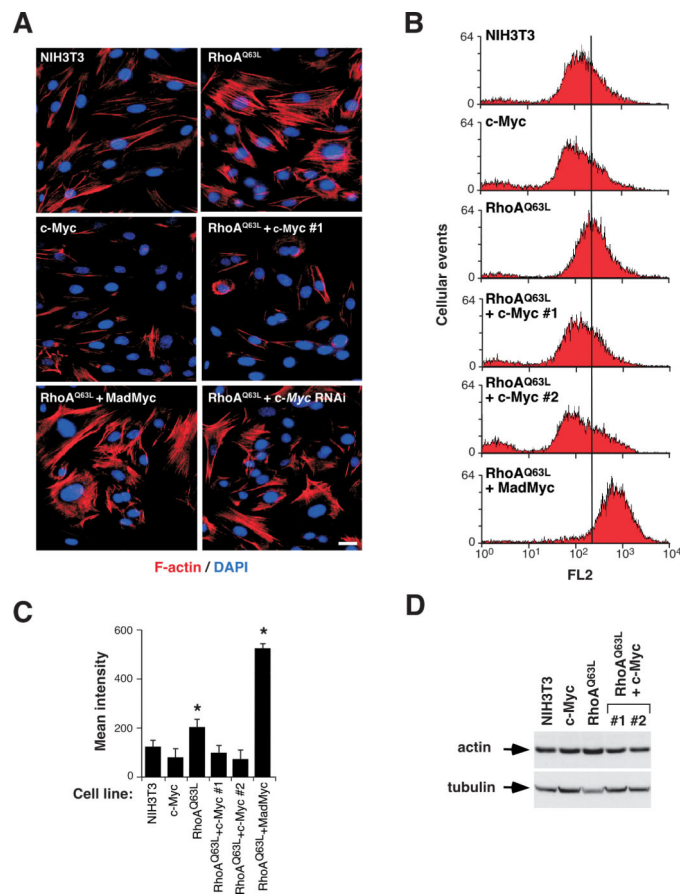 A
NIH3T3
RhoAQ63L
c-Myc
RhoAQ63L + c-Myc #1
RhoAQ63L + MadMyc
RhoAQ63L + c-Myc RNAi
F-actin / DAPI
B
Cellular events
64
NIH3T3
0
64
c-Myc
0
64
RhoAQ63L
0
64
RhoAQ63L
+ c-Myc #1
0
64
RhoAQ63L
+ c-Myc #2
0
64
RhoAQ63L
+ MadMyc
0
100
101
102
103
104
FL2
C
Mean intensity
600
400
200
0
*
*
Cell line:
NIH3T3
c-Myc
RhoAQ63L
RhoAQ63L+c-Myc #1
RhoAQ63L+c-Myc #2
RhoAQ63L+MadMyc
D
NIH3T3
c-Myc
RhoAQ63L
RhoAQ63L
+ c-Myc
#1 #2
actin
tubulin